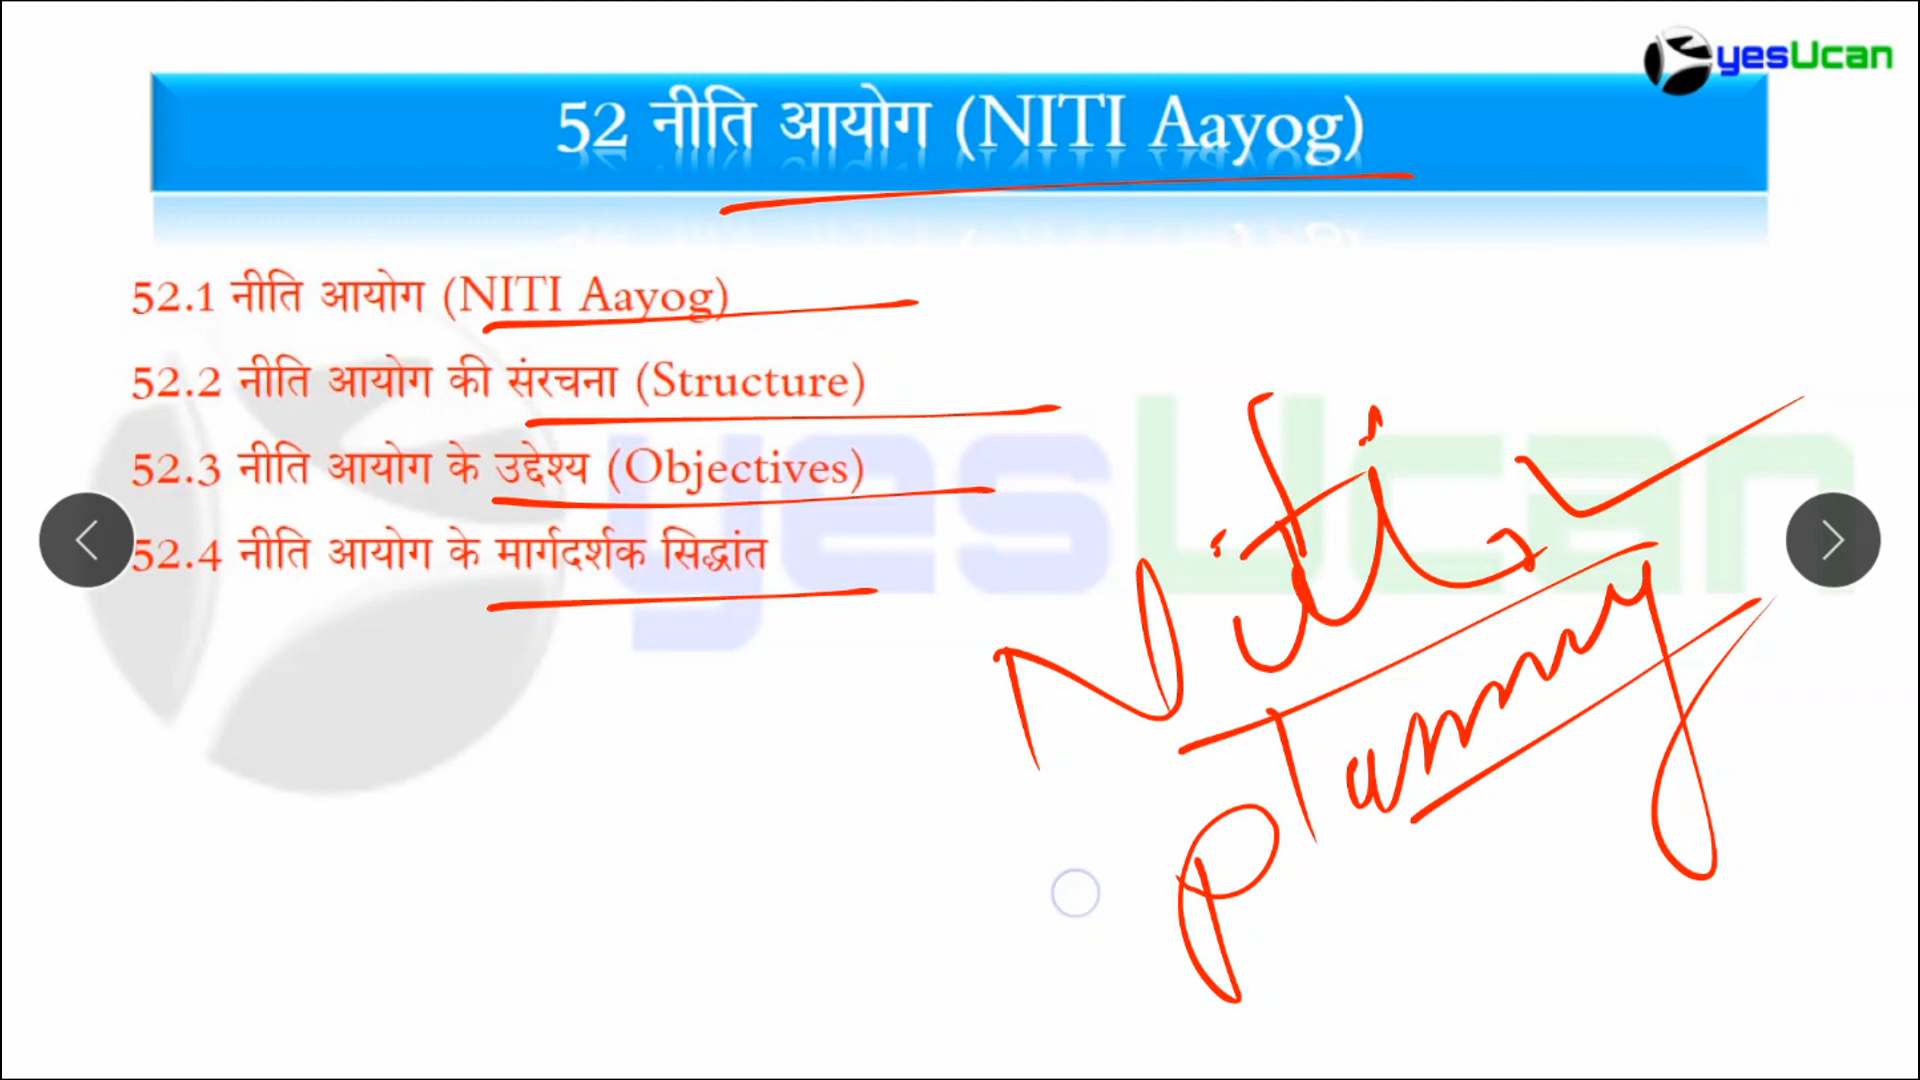 yesUcan
52 नीति आयोग (NITI Aayog)
52.1 नीति आयोग (NITI Aayog)
52.2 नीति आयोग की संरचना (Structure)
52.3 नीति आयोग के उद्देश्य (Objectives)
52.4 नीति आयोग के मार्गदर्शक सिद्धांत
yesUcan
Niti